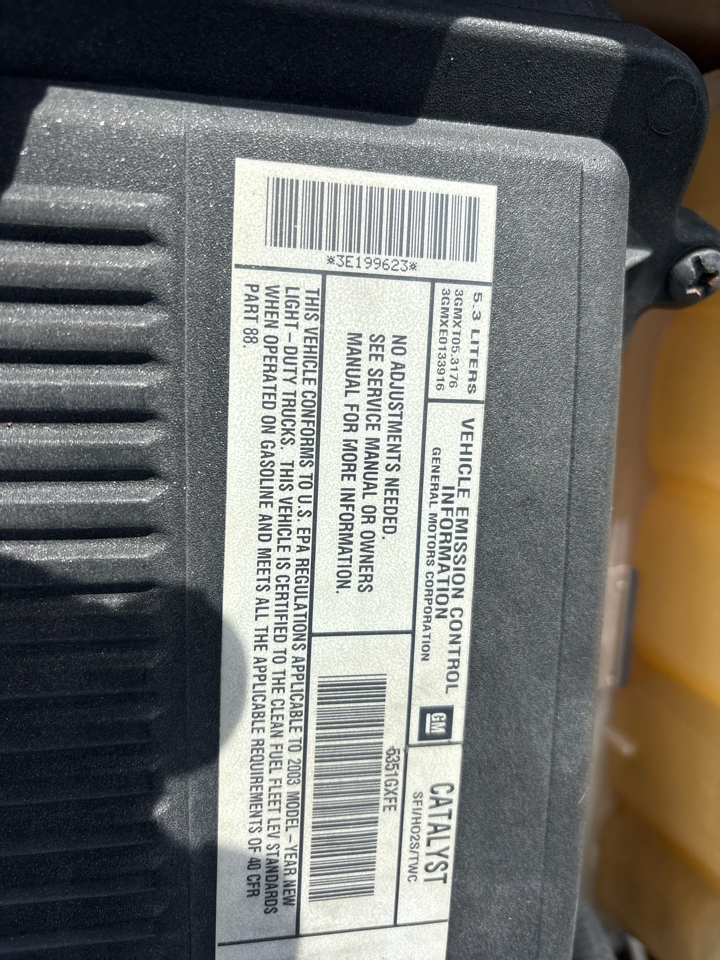 *3E199623*
5.3 LITERS
3GMXT05.3176
3GMXE0133916
VEHICLE EMISSION CONTROL
INFORMATION
GENERAL MOTORS CORPORATION
GM
CATALYST
SFI/HO2S/TWC
NO ADJUSTMENTS NEEDED.
SEE SERVICE MANUAL OR OWNERS
MANUAL FOR MORE INFORMATION.
6351GXFE
THIS VEHICLE CONFORMS TO U.S. EPA REGULATIONS APPLICABLE TO 2003 MODEL-YEAR NEW
LIGHT-DUTY TRUCKS. THIS VEHICLE IS CERTIFIED TO THE CLEAN FUEL FLEET LEV STANDARDS
WHEN OPERATED ON GASOLINE AND MEETS ALL THE APPLICABLE REQUIREMENTS OF 40 CFR
PART 88.